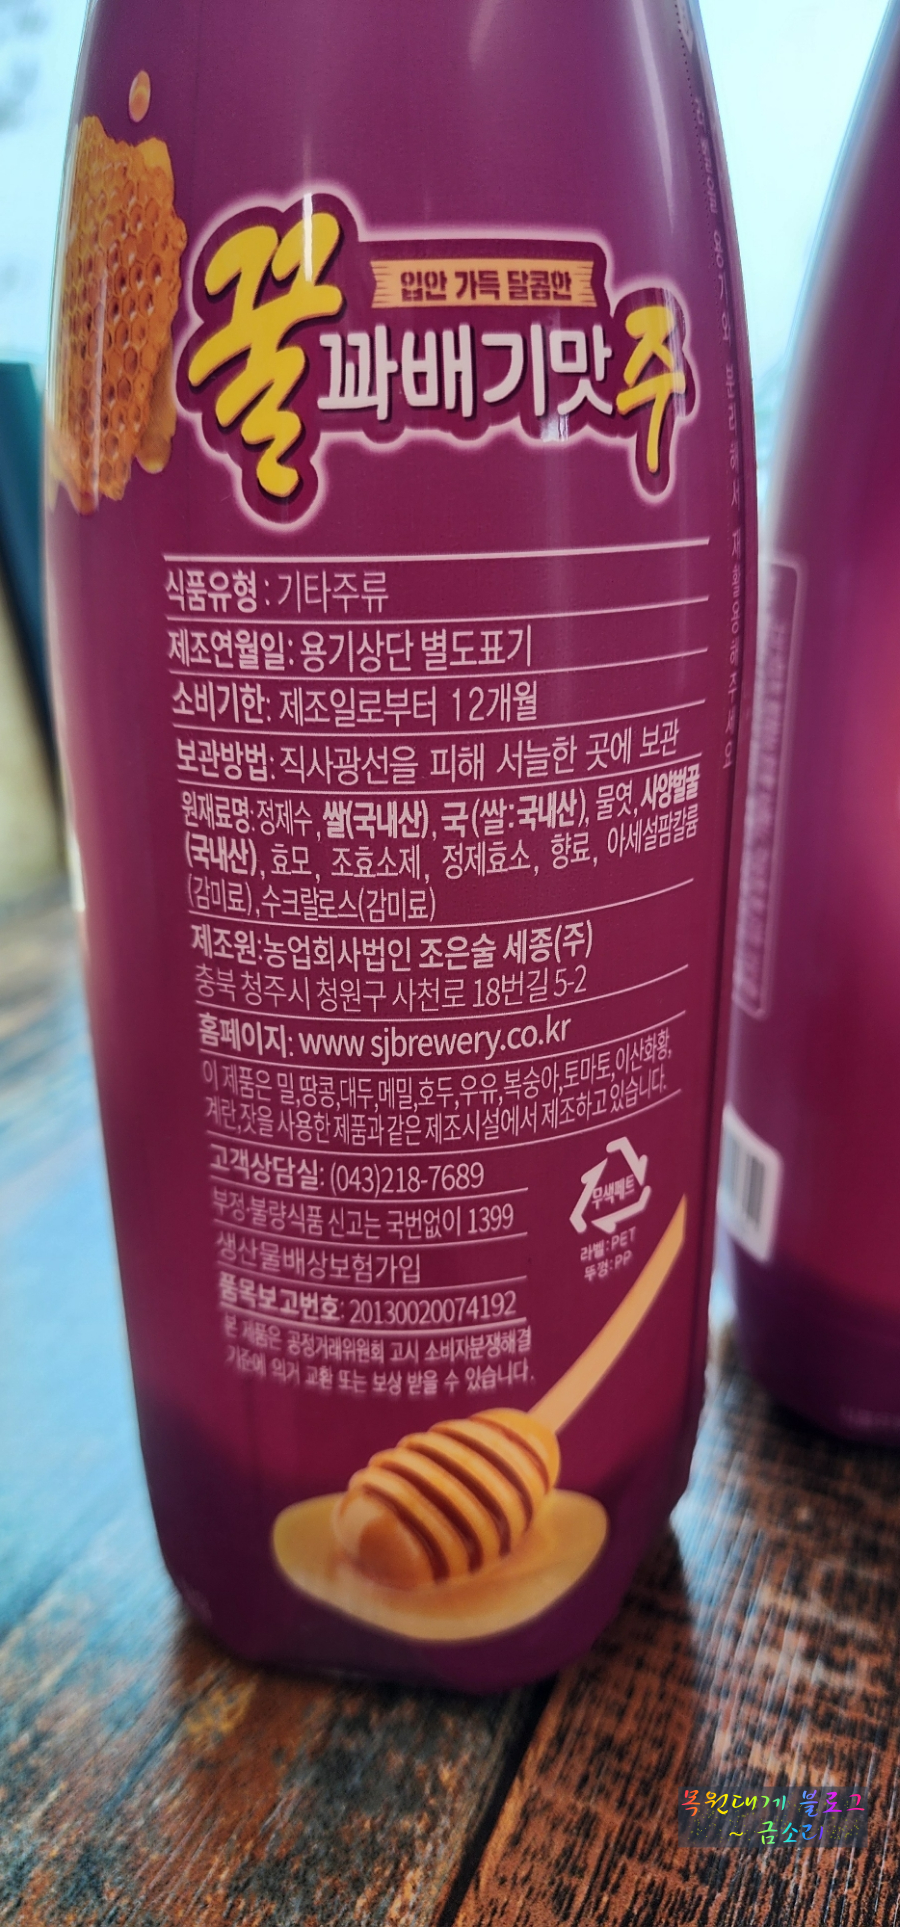 입안 가득 달콤한
꿀꽈배기맛주
식품유형 : 기타주류
제조연월일: 용기상단 별도표기
소비기한: 제조일로부터 12개월
보관방법: 직사광선을 피해 서늘한 곳에 보관
원재료명: 정제수, 쌀(국내산), 국(쌀:국내산), 물엿, 사양벌꿀
(국내산), 효모, 조효소제, 정제효소, 향료, 아세설팜칼륨
(감미료),수크랄로스(감미료)
제조원:농업회사법인 조은술 세종(주)
충북 청주시 청원구 사천로 18번길 5-2
홈페이지: www sjbrewery.co.kr
이 제품은 밀,땅콩,대두,메밀,호두,우유,복숭아,토마토,이산화황,
계란,잣을 사용한 제품과 같은 제조시설에서 제조하고 있습니다.
고객상담실: (043)218-7689
부정·불량식품 신고는 국번없이 1399
생산물배상보험가입
품목보고번호: 20130020074192
본 제품은 공정거래위원회 고시 소비자분쟁해결
기준에 의거 교환 또는 보상 받을 수 있습니다.
무색페트
라벨:PET
뚜껑:PP
목원대게 블로그
~ 금소리